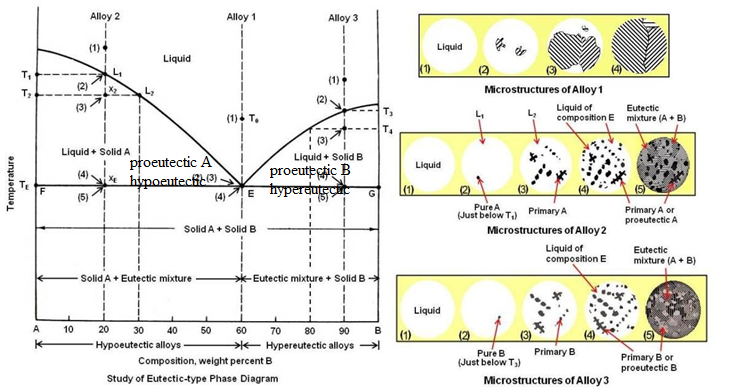 Alloy 2
Alloy 1
Alloy 3
(1)
Liquid
T₁
L₁
(2)
(1)
T₂
x₂
L₂
(3)
(1)
T₀
(2)
T₃
(3)
T₄
Liquid + Solid A
proeutectic A
hypoeutectic
Liquid + Solid B
proeutectic B
hypereutectic
Temperature
T_E
F
(4)
x_E
(5)
(2)
(3)
(4)
E
(4)
(5)
G
Solid A + Solid B
Solid A + Eutectic mixture
Eutectic mixture + Solid B
A
10
20
30
40
50
60
70
80
90
B
Hypoeutectic alloys
Hypereutectic alloys
Composition, weight percent B
Study of Eutectic-type Phase Diagram
Liquid
(1)
(2)
(3)
(4)
Microstructures of Alloy 1
L₁
L₂
Liquid of
composition E
Eutectic
mixture (A + B)
Liquid
(1)
(2)
(3)
(4)
(5)
Pure A
(Just below T₁)
Primary A
Primary A or
proeutectic A
Microstructures of Alloy 2
Liquid of
composition E
Eutectic
mixture (A + B)
Liquid
(1)
(2)
(3)
(4)
(5)
Pure B
(Just below T₃)
Primary B
Primary B or
proeutectic B
Microstructures of Alloy 3